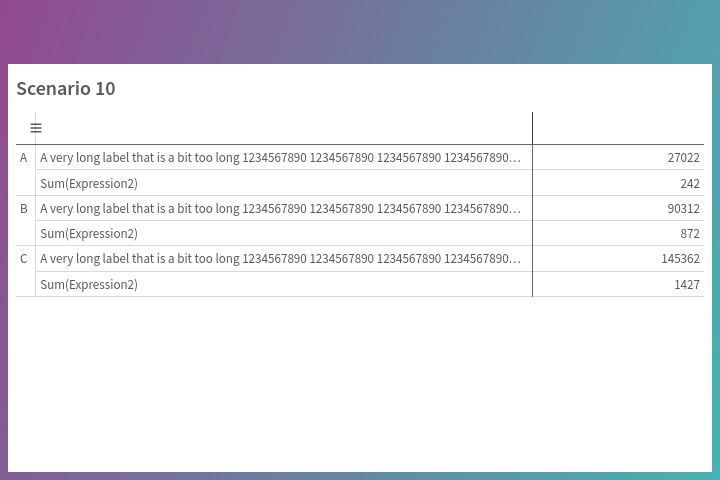 Scenario 10
A A very long label that is a bit too long 1234567890 1234567890 1234567890 1234567890… 27022
Sum(Expression2) 242
B A very long label that is a bit too long 1234567890 1234567890 1234567890 1234567890… 90312
Sum(Expression2) 872
C A very long label that is a bit too long 1234567890 1234567890 1234567890 1234567890… 145362
Sum(Expression2) 1427